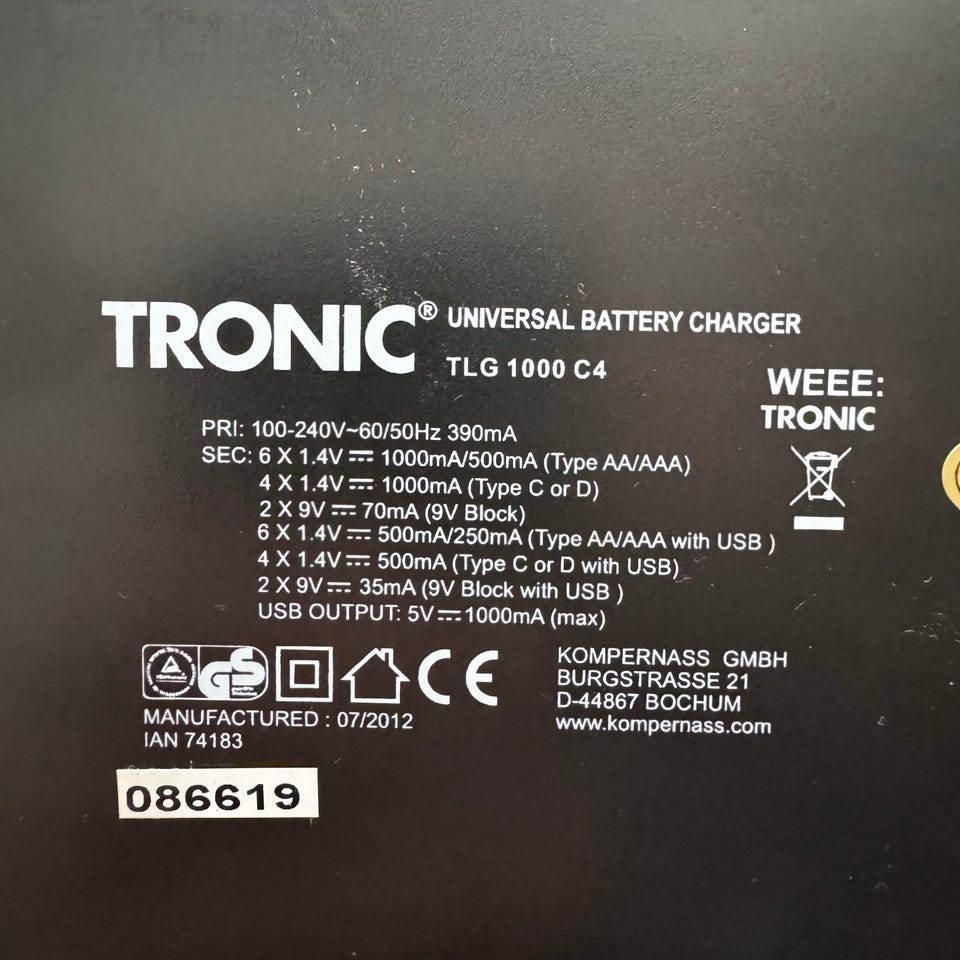 TRONIC® UNIVERSAL BATTERY CHARGER
TLG 1000 C4
WEEE:
TRONIC
PRI: 100-240V~60/50Hz 390mA
SEC: 6 X 1.4V⎓ 1000mA/500mA (Type AA/AAA)
4 X 1.4V⎓ 1000mA (Type C or D)
2 X 9V⎓ 70mA (9V Block)
6 X 1.4V⎓ 500mA/250mA (Type AA/AAA with USB )
4 X 1.4V⎓ 500mA (Type C or D with USB)
2 X 9V⎓ 35mA (9V Block with USB )
USB OUTPUT: 5V⎓1000mA (max)
GS
CE
MANUFACTURED : 07/2012
IAN 74183
KOMPERNASS GMBH
BURGSTRASSE 21
D-44867 BOCHUM
www.kompernass.com
086619